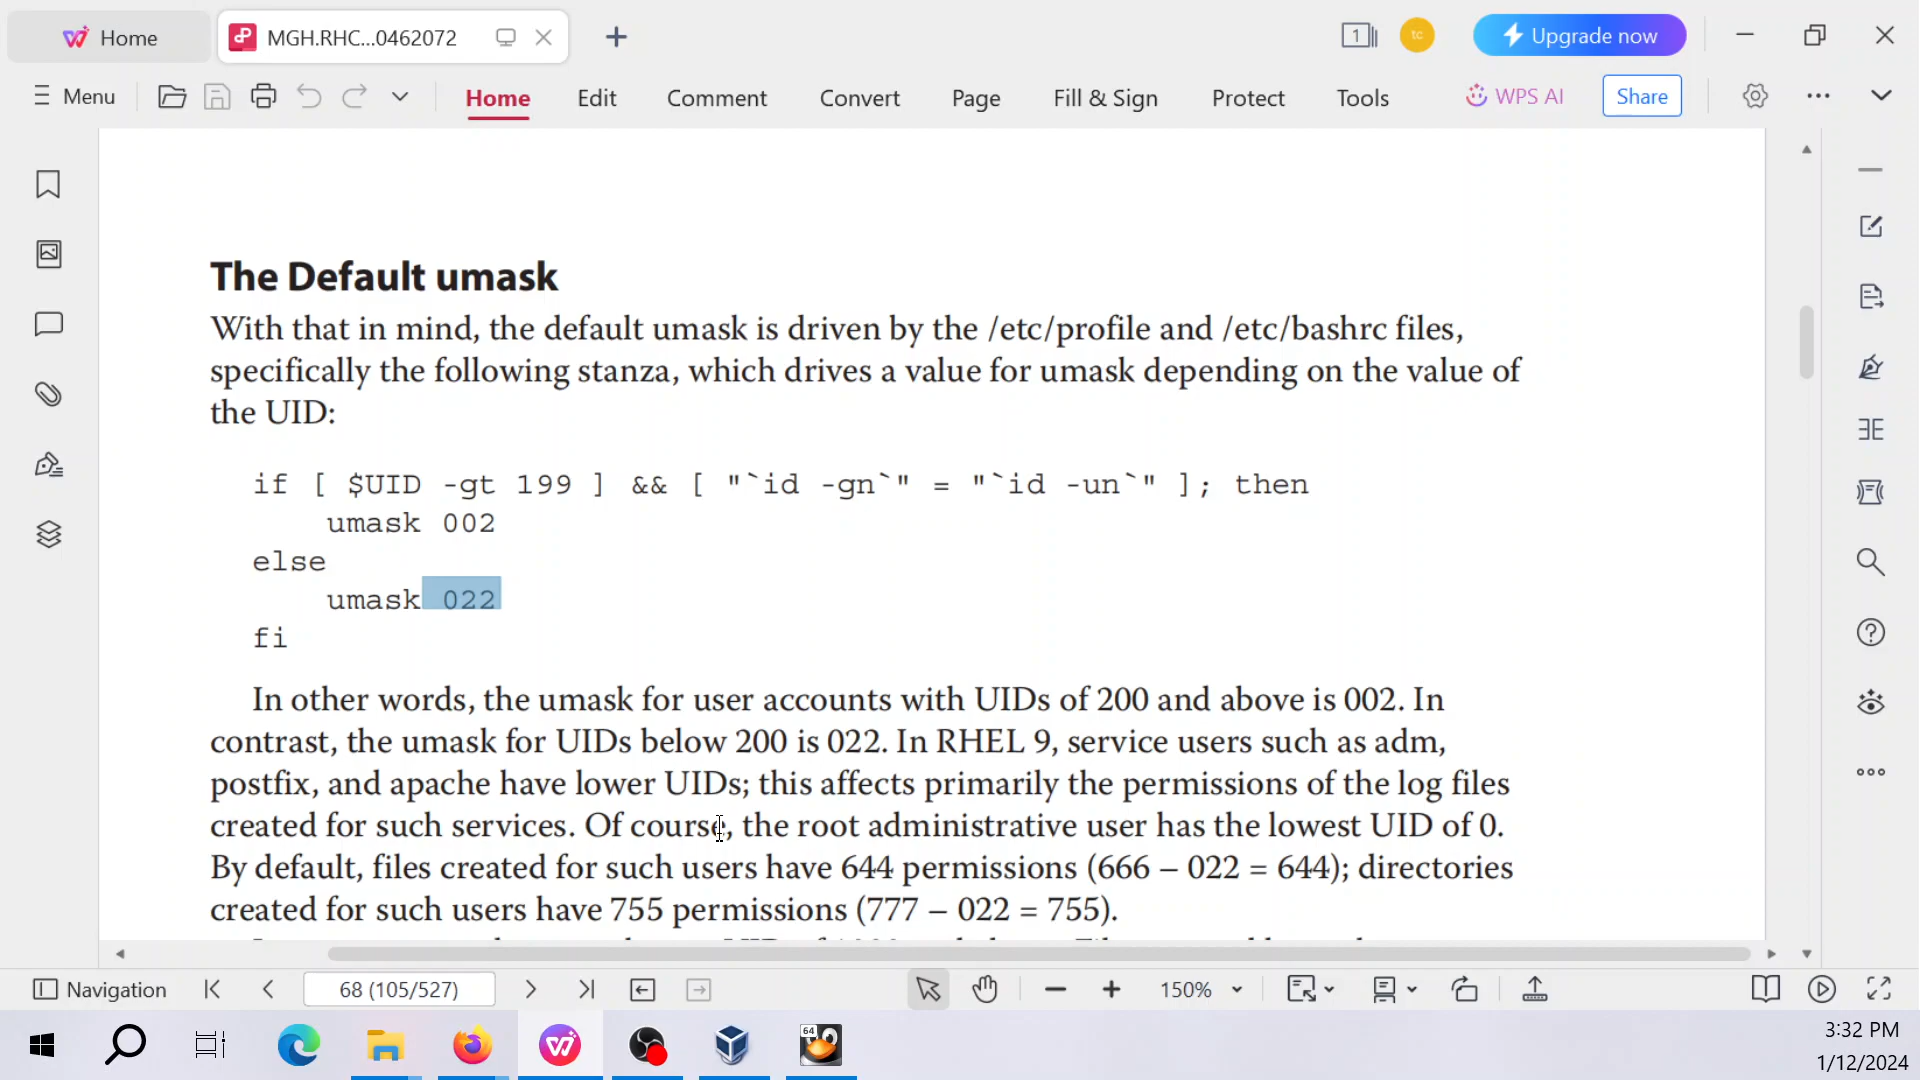 Home
MGH.RHC...0462072
1
tc
Upgrade now
Menu
Home
Edit
Comment
Convert
Page
Fill & Sign
Protect
Tools
WPS AI
Share
The Default umask
With that in mind, the default umask is driven by the /etc/profile and /etc/bashrc files,
specifically the following stanza, which drives a value for umask depending on the value of
the UID:
if [ $UID -gt 199 ] && [ "`id -gn`" = "`id -un`" ]; then
umask 002
else
umask 022
fi
In other words, the umask for user accounts with UIDs of 200 and above is 002. In
contrast, the umask for UIDs below 200 is 022. In RHEL 9, service users such as adm,
postfix, and apache have lower UIDs; this affects primarily the permissions of the log files
created for such services. Of course, the root administrative user has the lowest UID of 0.
By default, files created for such users have 644 permissions (666 – 022 = 644); directories
created for such users have 755 permissions (777 – 022 = 755).
Navigation
68 (105/527)
150%
64
3:32 PM
1/12/2024